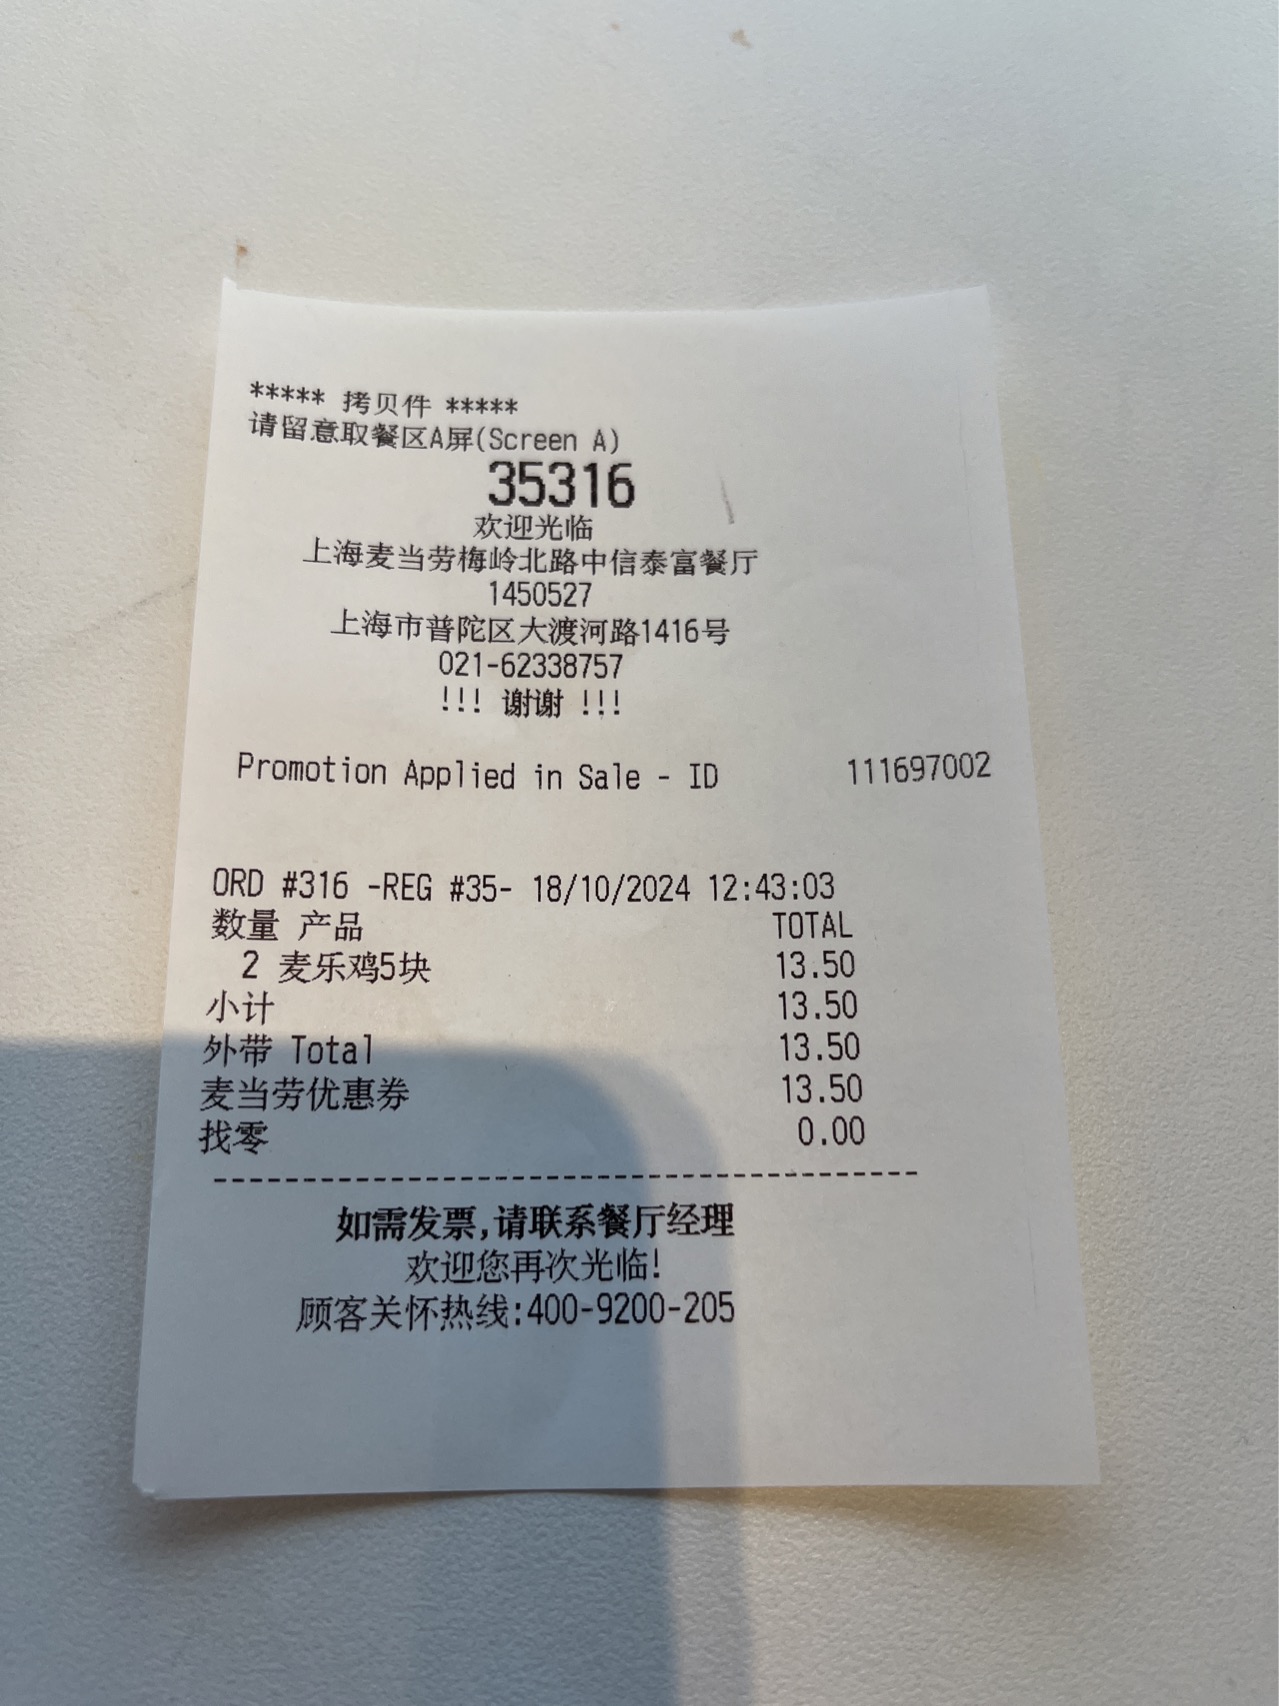 ***** 拷贝件 *****
请留意取餐区A屏(Screen A)
35316
欢迎光临
上海麦当劳梅岭北路中信泰富餐厅
1450527
上海市普陀区大渡河路1416号
021-62338757
!!! 谢谢 !!!
Promotion Applied in Sale - ID 111697002
ORD #316 -REG #35- 18/10/2024 12:43:03
数量 产品 TOTAL
2 麦乐鸡5块 13.50
小计 13.50
外带 Total 13.50
麦当劳优惠券 13.50
找零 0.00
----------------------------------------
如需发票,请联系餐厅经理
欢迎您再次光临!
顾客关怀热线:400-9200-205